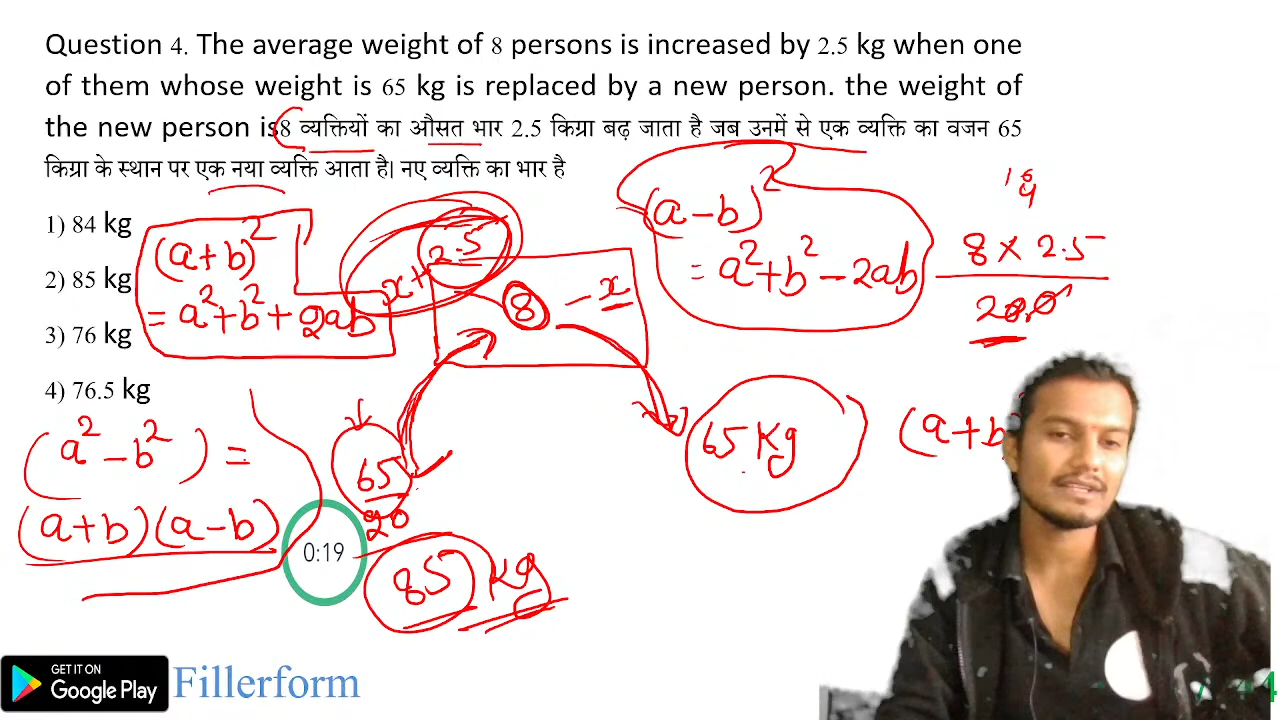 Question 4. The average weight of 8 persons is increased by 2.5 kg when one
of them whose weight is 65 kg is replaced by a new person. the weight of
the new person is8 व्यक्तियों का औसत भार 2.5 किग्रा बढ़ जाता है जब उनमें से एक व्यक्ति का वजन 65
किग्रा के स्थान पर एक नया व्यक्ति आता है। नए व्यक्ति का भार है
1) 84 kg
2) 85 kg
3) 76 kg
4) 76.5 kg
(a+b)²
= a²+b²+2ab
x+2.5
8 - x
(a-b)²
= a²+b²-2ab
8 × 2.5
20.0
65 Kg
(a+b
(a²-b²) =
(a+b)(a-b)
65
20
85 kg
0:19
GET IT ON
Google Play
Fillerform